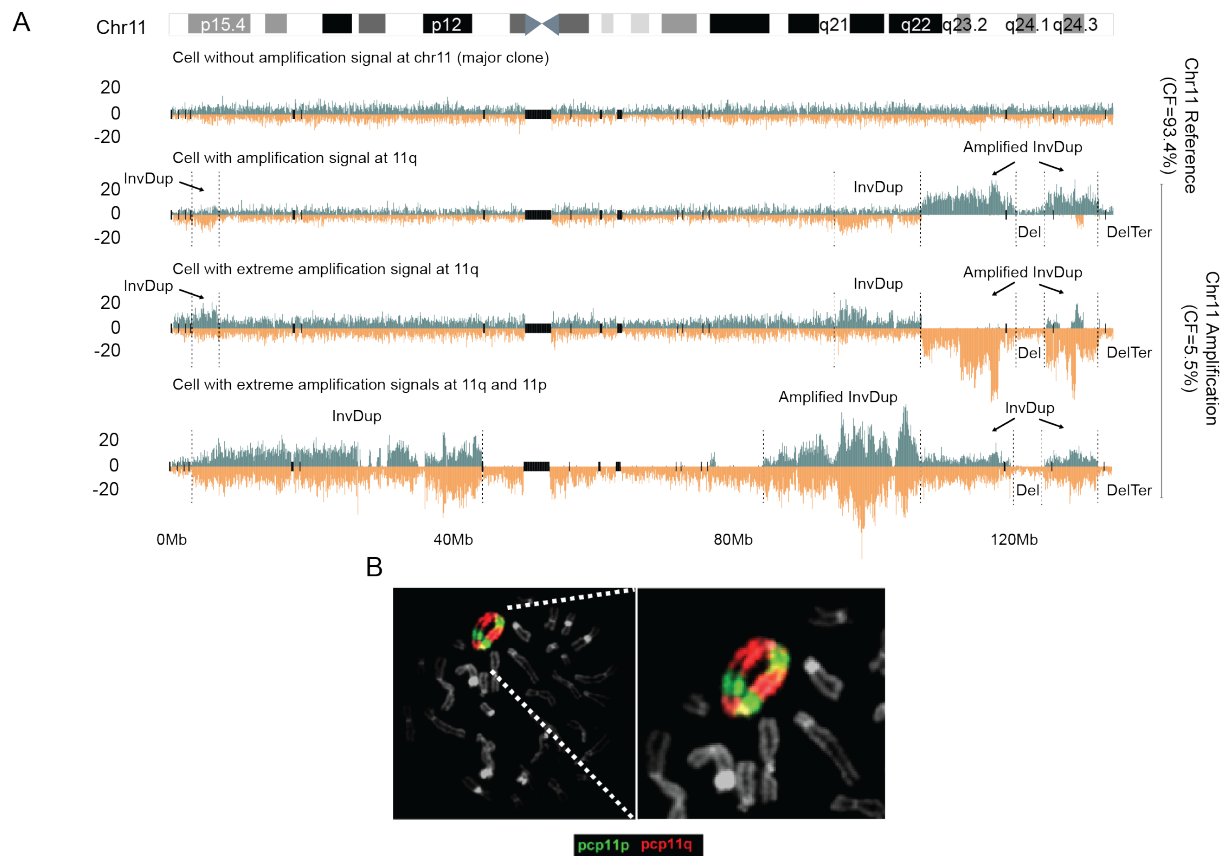 A
Chr11
p15.4 p12 q21 q22 q23.2 q24.1 q24.3
Cell without amplification signal at chr11 (major clone)
20
0
-20
Chr11 Reference
(CF=93.4%)
Cell with amplification signal at 11q
InvDup
InvDup
Amplified InvDup
20
0
-20
Del
DelTer
Cell with extreme amplification signal at 11q
InvDup
InvDup
Amplified InvDup
20
0
-20
Del
DelTer
Cell with extreme amplification signals at 11q and 11p
InvDup
Amplified InvDup
InvDup
20
0
-20
Del
DelTer
Chr11 Amplification
(CF=5.5%)
0Mb 40Mb 80Mb 120Mb
B
pcp11p pcp11q